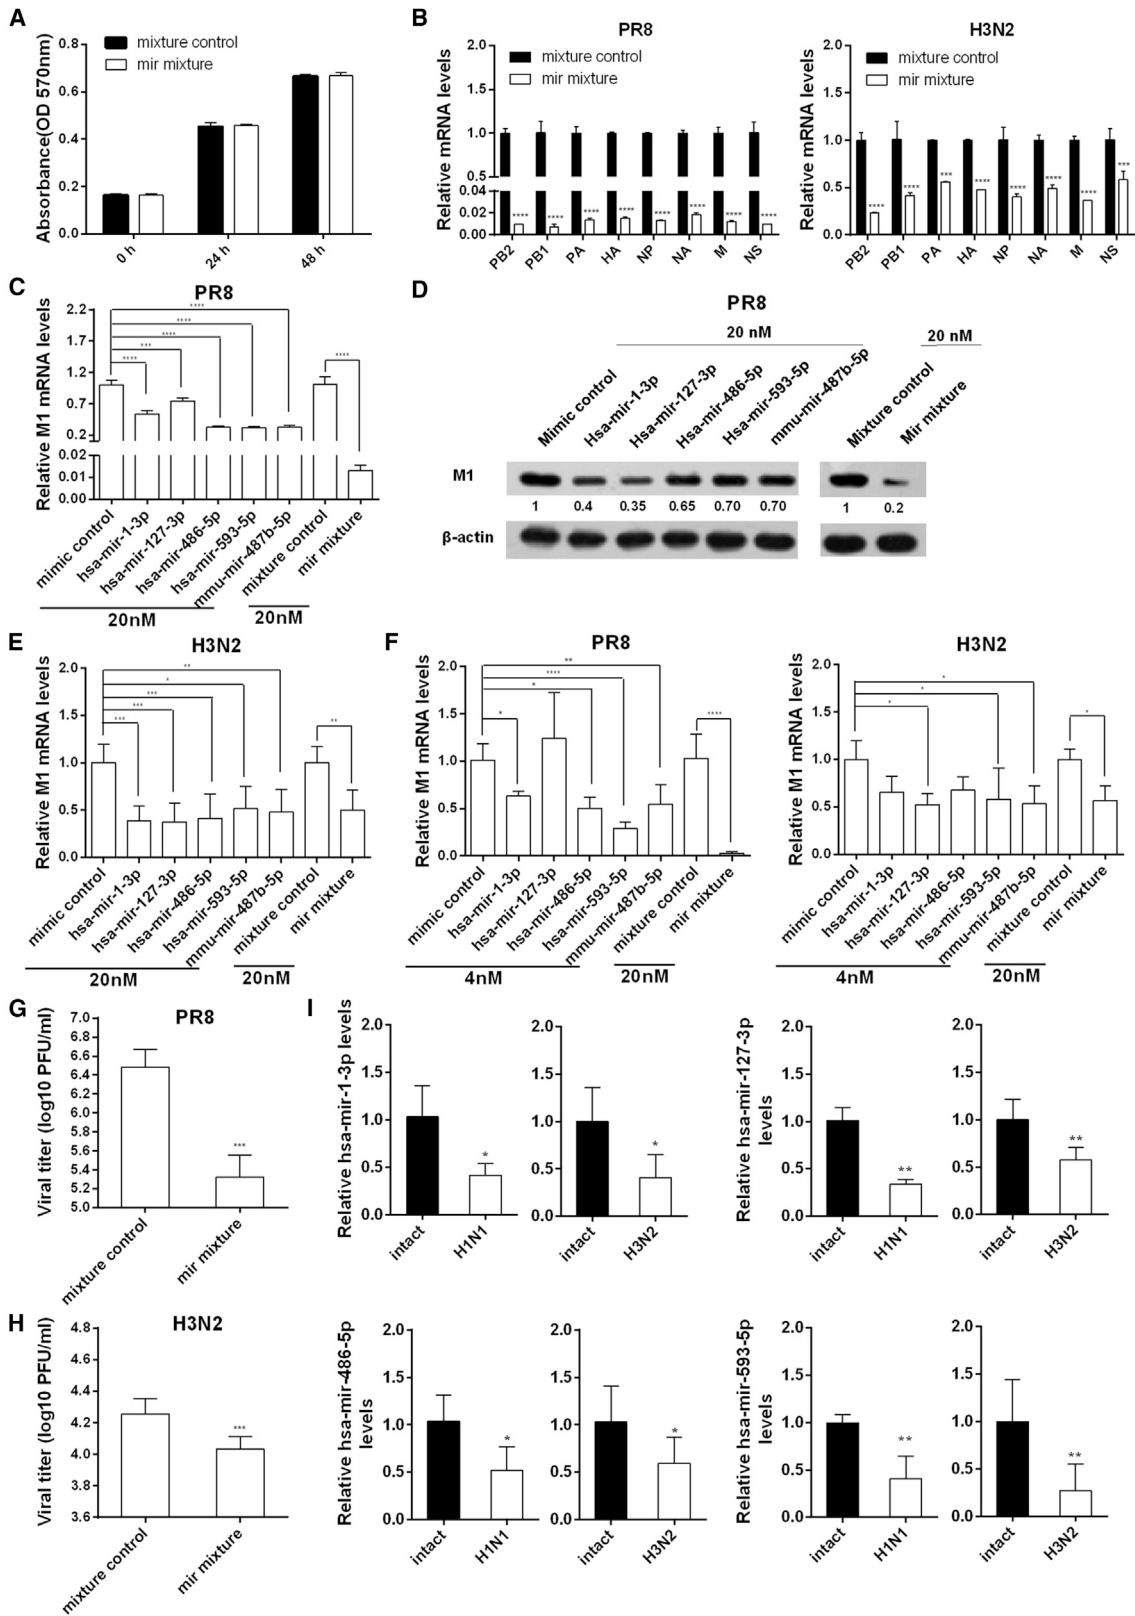 A
Absorbance(OD 570nm)
0.8
0.6
0.4
0.2
0.0
mixture control
mir mixture
0 h
24 h
48 h
B
PR8
Relative mRNA levels
2.0
1.5
1.0
0.5
0.04
0.02
0.00
mixture control
mir mixture
**** **** **** **** **** **** **** ****
PB2
PB1
PA
HA
NP
NA
M
NS
H3N2
Relative mRNA levels
2.0
1.5
1.0
0.5
0.0
mixture control
mir mixture
**** **** *** **** **** **** **** ***
PB2
PB1
PA
HA
NP
NA
M
NS
C
PR8
Relative M1 mRNA levels
2.2
1.7
1.2
0.7
0.2
0.02
0.01
0.00
****
****
****
***
****
****
mimic control
hsa-mir-1-3p
hsa-mir-127-3p
hsa-mir-486-5p
hsa-mir-593-5p
mmu-mir-487b-5p
mixture control
mir mixture
20nM
20nM
D
PR8
20 nM
20 nM
Mimic control
Hsa-mir-1-3p
Hsa-mir-127-3p
Hsa-mir-486-5p
Hsa-mir-593-5p
mmu-mir-487b-5p
Mixture control
Mir mixture
M1
1 0.4 0.35 0.65 0.70 0.70 1 0.2
β-actin
E
H3N2
Relative M1 mRNA levels
2.0
1.5
1.0
0.5
0.0
**
*
***
***
***
**
mimic control
hsa-mir-1-3p
hsa-mir-127-3p
hsa-mir-486-5p
hsa-mir-593-5p
mmu-mir-487b-5p
mixture control
mir mixture
20nM
20nM
F
PR8
Relative M1 mRNA levels
2.0
1.5
1.0
0.5
0.0
**
****
*
*
****
mimic control
hsa-mir-1-3p
hsa-mir-127-3p
hsa-mir-486-5p
hsa-mir-593-5p
mmu-mir-487b-5p
mixture control
mir mixture
4nM
20nM
H3N2
Relative M1 mRNA levels
2.0
1.5
1.0
0.5
0.0
*
*
*
*
mimic control
hsa-mir-1-3p
hsa-mir-127-3p
hsa-mir-486-5p
hsa-mir-593-5p
mmu-mir-487b-5p
mixture control
mir mixture
4nM
20nM
G
PR8
Viral titer (log10 PFU/ml)
7.0
6.8
6.6
6.4
6.2
6.0
5.8
5.6
5.4
5.2
5.0
***
mixture control
mir mixture
H
H3N2
Viral titer (log10 PFU/ml)
4.8
4.6
4.4
4.2
4.0
3.8
3.6
***
mixture control
mir mixture
I
Relative hsa-mir-1-3p levels
2.0
1.5
1.0
0.5
0.0
*
intact
H1N1
2.0
1.5
1.0
0.5
0.0
*
intact
H3N2
Relative hsa-mir-127-3p
levels
2.0
1.5
1.0
0.5
0.0
**
intact
H1N1
2.0
1.5
1.0
0.5
0.0
**
intact
H3N2
Relative hsa-mir-486-5p
levels
2.0
1.5
1.0
0.5
0.0
*
intact
H1N1
2.0
1.5
1.0
0.5
0.0
*
intact
H3N2
Relative hsa-mir-593-5p
levels
2.0
1.5
1.0
0.5
0.0
**
intact
H1N1
2.0
1.5
1.0
0.5
0.0
**
intact
H3N2